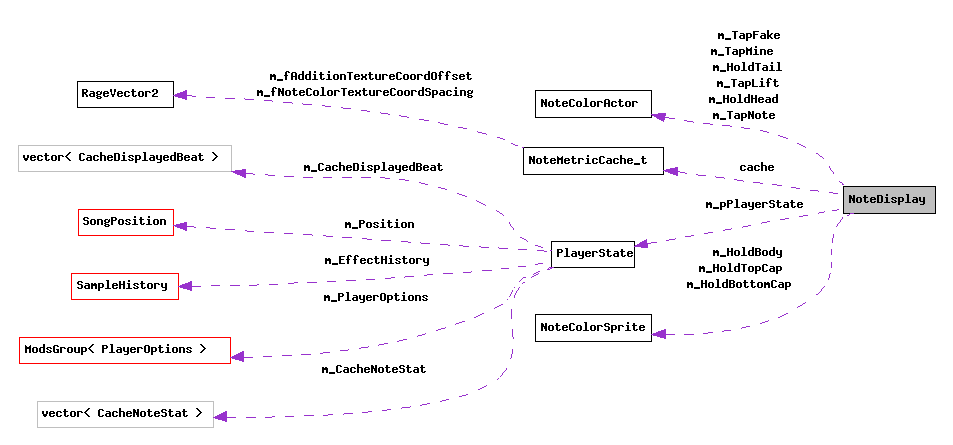 m_TapFake
m_TapMine
m_HoldTail
m_TapLift
m_HoldHead
m_TapNote
m_fAdditionTextureCoordOffset
m_fNoteColorTextureCoordSpacing
RageVector2
NoteColorActor
vector< CacheDisplayedBeat >
m_CacheDisplayedBeat
NoteMetricCache_t
cache
NoteDisplay
m_pPlayerState
SongPosition
m_Position
PlayerState
m_HoldBody
m_HoldTopCap
m_HoldBottomCap
m_EffectHistory
SampleHistory
m_PlayerOptions
NoteColorSprite
ModsGroup< PlayerOptions >
m_CacheNoteStat
vector< CacheNoteStat >